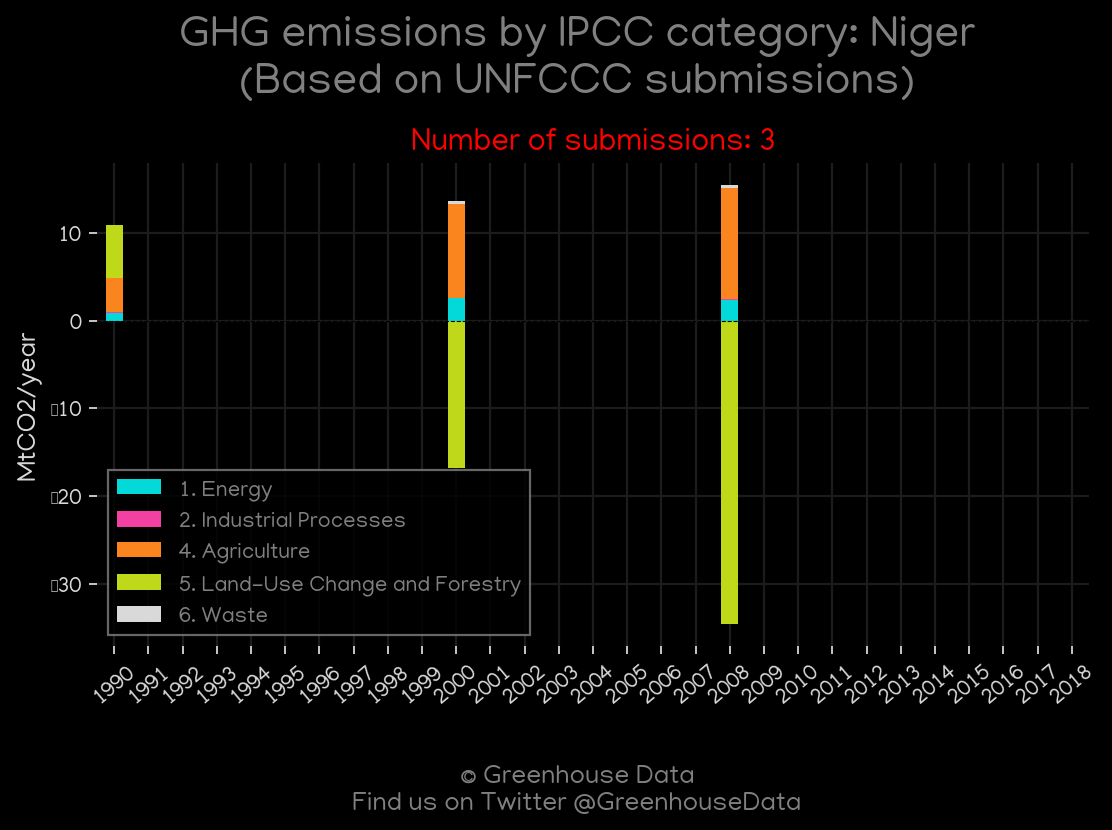 GHG emissions by IPCC category: Niger
(Based on UNFCCC submissions)
Number of submissions: 3
MtCO2/year
10
0
▯10
▯20
▯30
1. Energy
2. Industrial Processes
4. Agriculture
5. Land-Use Change and Forestry
6. Waste
1990 1991 1992 1993 1994 1995 1996 1997 1998 1999 2000 2001 2002 2003 2004 2005 2006 2007 2008 2009 2010 2011 2012 2013 2014 2015 2016 2017 2018
© Greenhouse Data
Find us on Twitter @GreenhouseData